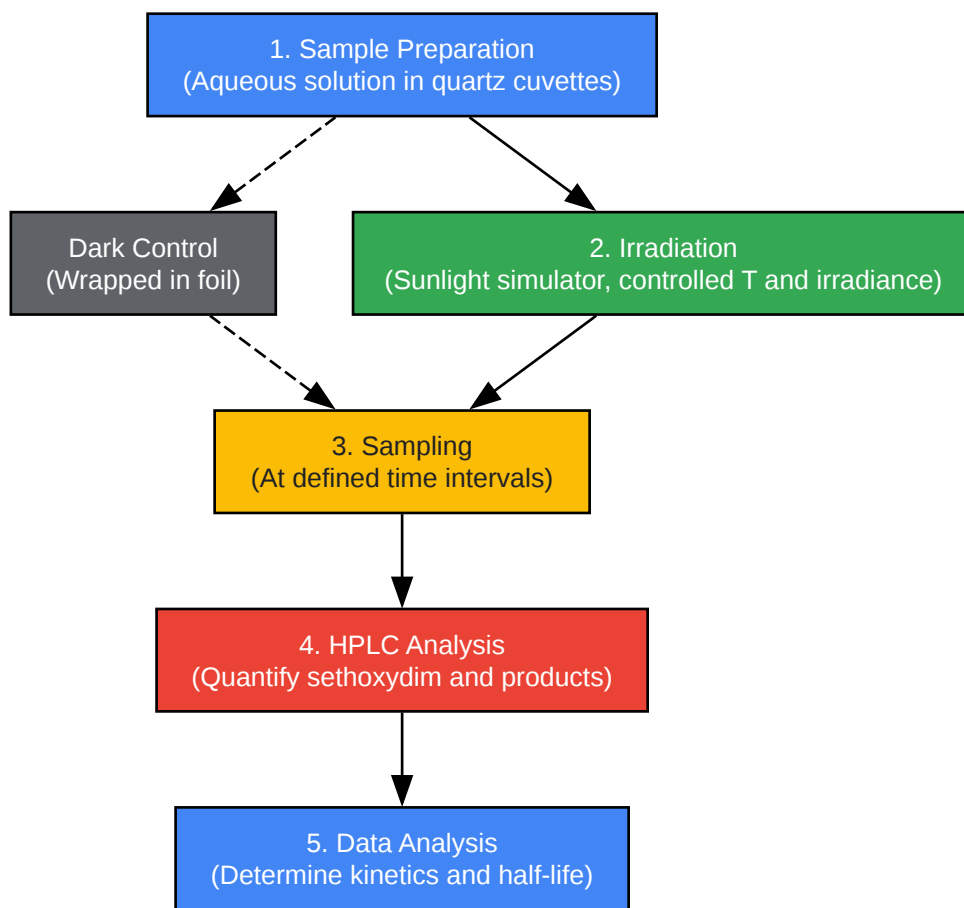 1. Sample Preparation
(Aqueous solution in quartz cuvettes)
Dark Control
(Wrapped in foil)
2. Irradiation
(Sunlight simulator, controlled T and irradiance)
3. Sampling
(At defined time intervals)
4. HPLC Analysis
(Quantify sethoxydim and products)
5. Data Analysis
(Determine kinetics and half-life)